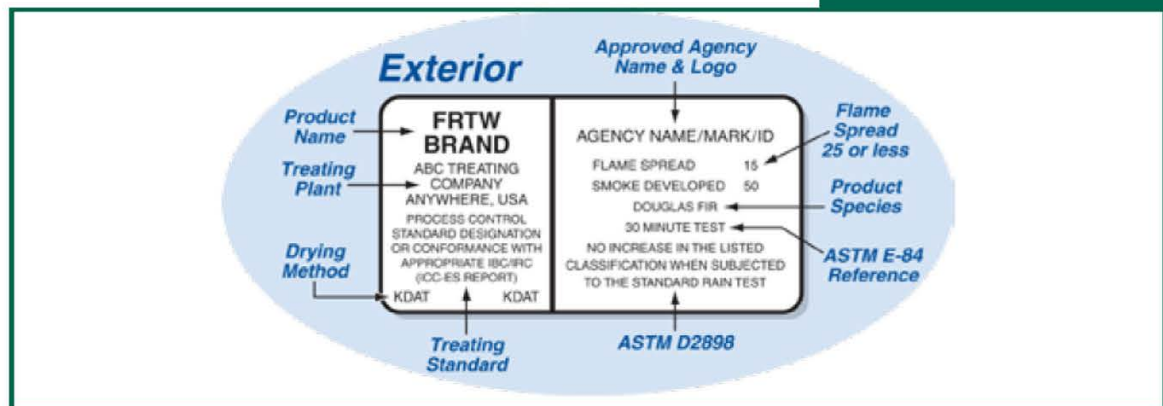 Exterior
Approved Agency
Name & Logo
Product
Name
Treating
Plant
Drying
Method
FRTW
BRAND
ABC TREATING
COMPANY
ANYWHERE, USA
PROCESS CONTROL
STANDARD DESIGNATION
OR CONFORMANCE WITH
APPROPRIATE IBC/IRC
(ICC-ES REPORT)
KDAT KDAT
Treating
Standard
AGENCY NAME/MARK/ID
FLAME SPREAD 15
SMOKE DEVELOPED 50
DOUGLAS FIR
30 MINUTE TEST
NO INCREASE IN THE LISTED
CLASSIFICATION WHEN SUBJECTED
TO THE STANDARD RAIN TEST
ASTM D2898
Flame
Spread
25 or less
Product
Species
ASTM E-84
Reference